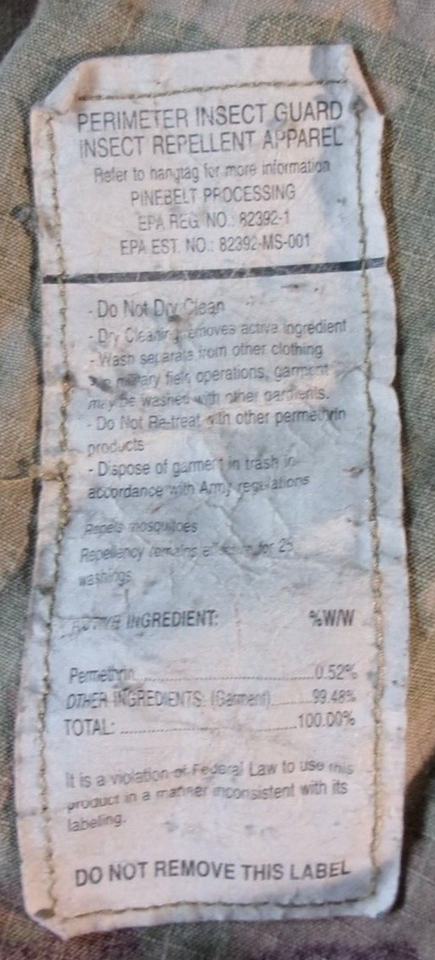 PERIMETER INSECT GUARD
INSECT REPELLENT APPAREL
Refer to hangtag for more information
PINEBELT PROCESSING
EPA REG. NO.: 82392-1
EPA EST. NO.: 82392-MS-001
- Do Not Dry Clean
- Dry Cleaning removes active ingredient
- Wash separate from other clothing.
military field operations, garment
may be washed with other garments.
- Do Not Re-treat with other permethrin
products
- Dispose of garment in trash in
accordance with Army regulations
Repels mosquitoes
Repellency remains effective for 25
washings
ACTIVE INGREDIENT: %W/W
Permethrin..............................0.52%
OTHER INGREDIENTS: (Garment)..........99.48%
TOTAL: ..............................100.00%
It is a violation of Federal Law to use this
product in a manner inconsistent with its
labeling.
DO NOT REMOVE THIS LABEL